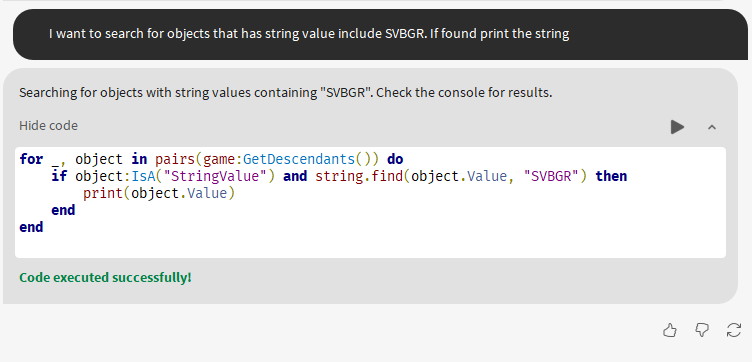 I want to search for objects that has string value include SVBGR. If found print the string
Searching for objects with string values containing "SVBGR". Check the console for results.
Hide code
for _, object in pairs(game:GetDescendants()) do
    if object:IsA("StringValue") and string.find(object.Value, "SVBGR") then
        print(object.Value)
    end
end
Code executed successfully!